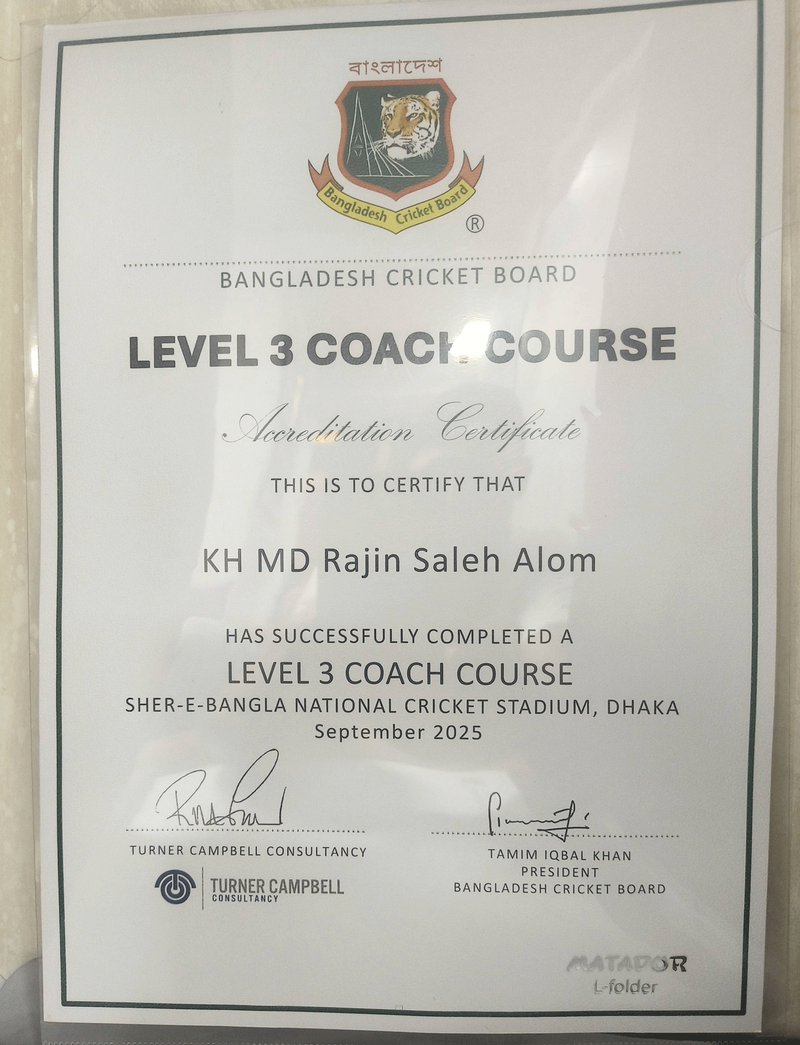 বাংলাদেশ
Bangladesh Cricket Board
®
BANGLADESH CRICKET BOARD
LEVEL 3 COACH COURSE
Accreditation Certificate
THIS IS TO CERTIFY THAT
KH MD Rajin Saleh Alom
HAS SUCCESSFULLY COMPLETED A
LEVEL 3 COACH COURSE
SHER-E-BANGLA NATIONAL CRICKET STADIUM, DHAKA
September 2025
TURNER CAMPBELL CONSULTANCY
TURNER CAMPBELL
CONSULTANCY
TAMIM IQBAL KHAN
PRESIDENT
BANGLADESH CRICKET BOARD
MATADOR
L-folder